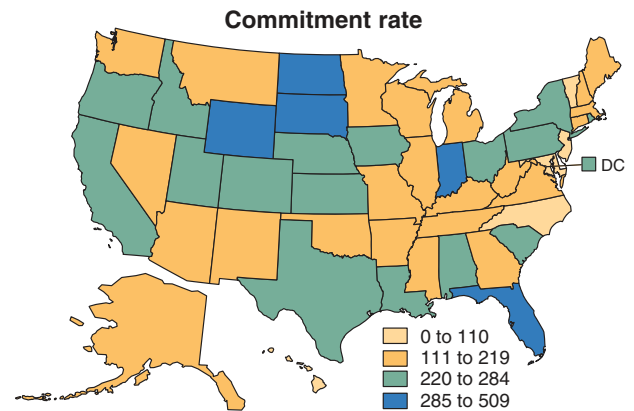 Commitment rate
DC
0 to 110
111 to 219
220 to 284
285 to 509